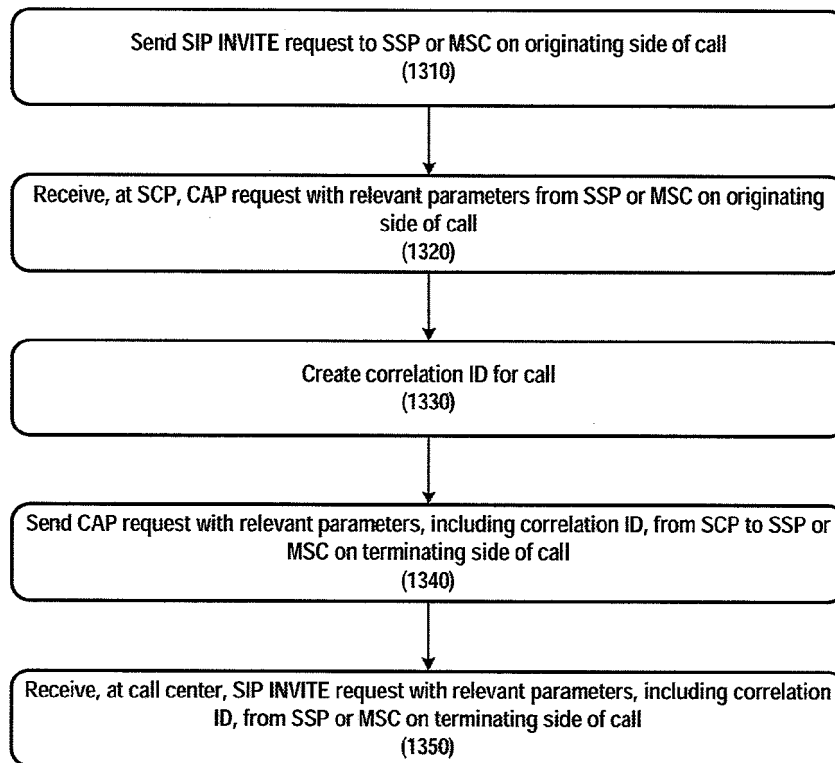 Send SIP INVITE request to SSP or MSC on originating side of call
(1310)
Receive, at SCP, CAP request with relevant parameters from SSP or MSC on originating
side of call
(1320)
Create correlation ID for call
(1330)
Send CAP request with relevant parameters, including correlation ID, from SCP to SSP or
MSC on terminating side of call
(1340)
Receive, at call center, SIP INVITE request with relevant parameters, including correlation
ID, from SSP or MSC on terminating side of call
(1350)